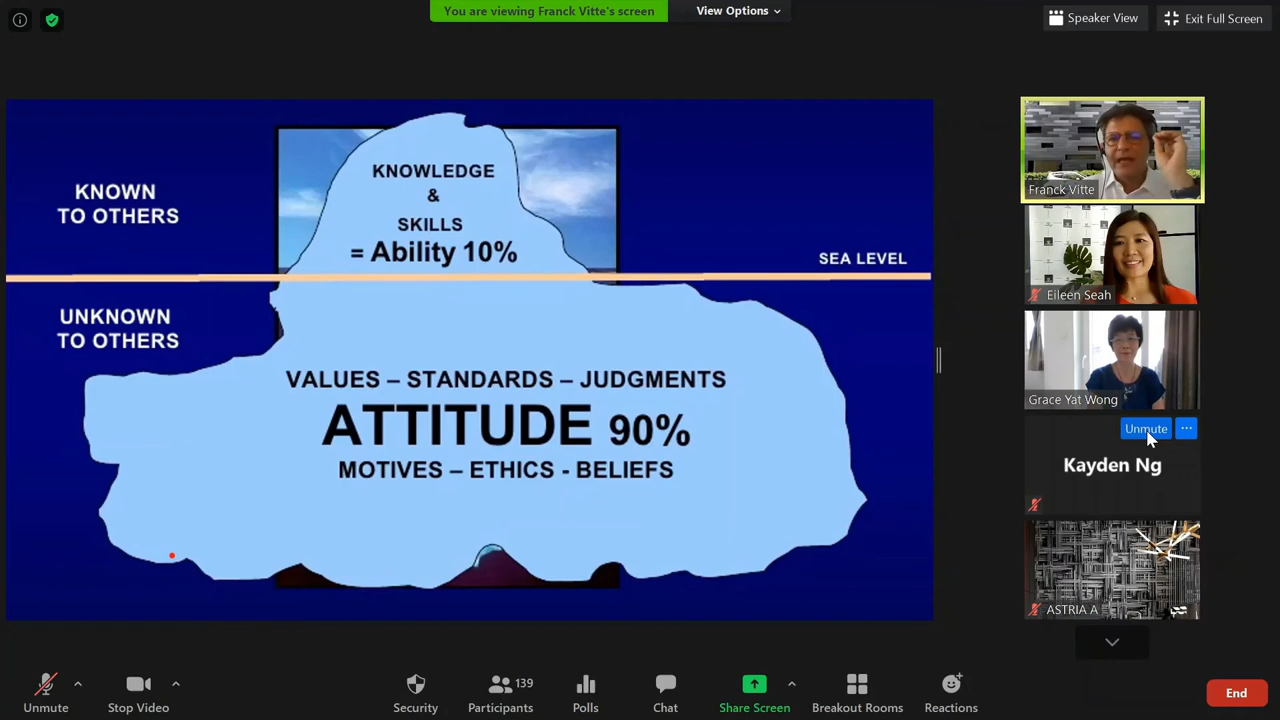 You are viewing Franck Vitte's screen
View Options
Speaker View
Exit Full Screen
KNOWN
TO OTHERS
KNOWLEDGE
&
SKILLS
= Ability 10%
SEA LEVEL
UNKNOWN
TO OTHERS
VALUES – STANDARDS – JUDGMENTS
ATTITUDE 90%
MOTIVES – ETHICS - BELIEFS
Franck Vitte
Eileen Seah
Grace Yat Wong
Unmute
Kayden Ng
ASTRIA A
Unmute
Stop Video
Security
139
Participants
Polls
Chat
Share Screen
Breakout Rooms
Reactions
End